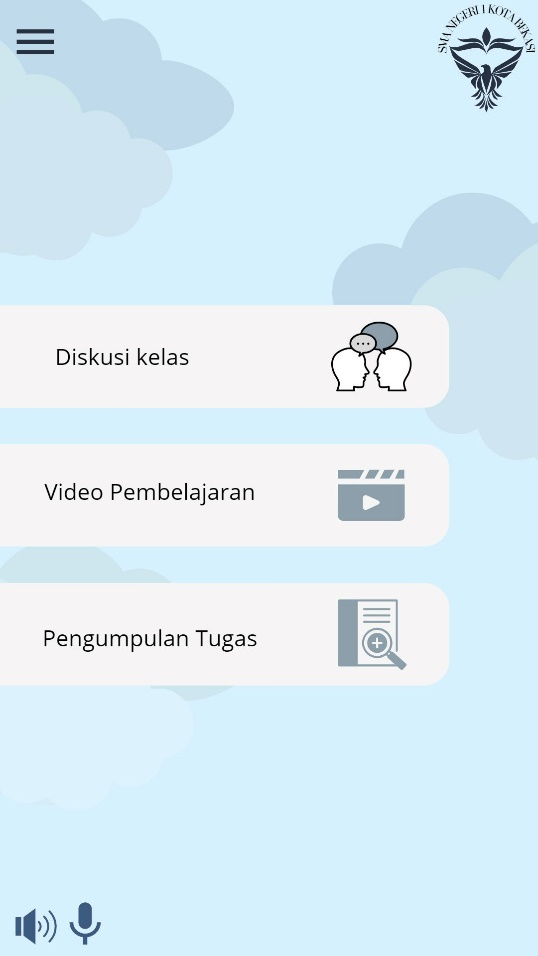 SMA NEGERI 1 KOTA BEKASI
Diskusi kelas
Video Pembelajaran
Pengumpulan Tugas